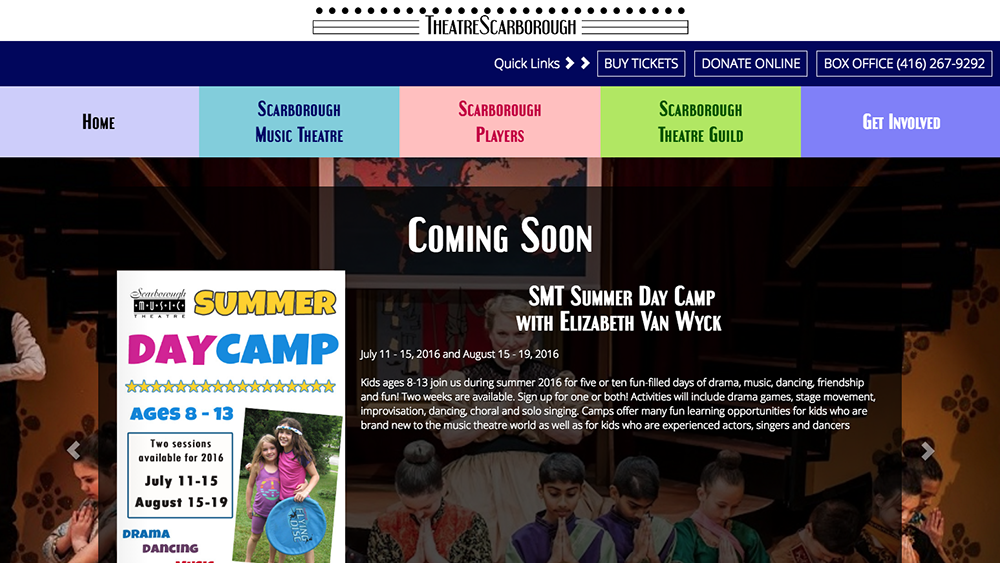 TheatreScarborough
Quick Links
BUY TICKETS
DONATE ONLINE
BOX OFFICE (416) 267-9292
Home
Scarborough
Music Theatre
Scarborough
Players
Scarborough
Theatre Guild
Get Involved
Coming Soon
Scarborough
MUSIC
THEATRE
SUMMER
DAYCAMP
AGES 8 - 13
Two sessions
available for 2016
July 11-15
August 15-19
DRAMA
DANCING
MUSIC
FLYING
DISC
SMT Summer Day Camp
with Elizabeth Van Wyck
July 11 - 15, 2016 and August 15 - 19, 2016
Kids ages 8-13 join us during summer 2016 for five or ten fun-filled days of drama, music, dancing, friendship
and fun! Two weeks are available. Sign up for one or both! Activities will include drama games, stage movement,
improvisation, dancing, choral and solo singing. Camps offer many fun learning opportunities for kids who are
brand new to the music theatre world as well as for kids who are experienced actors, singers and dancers